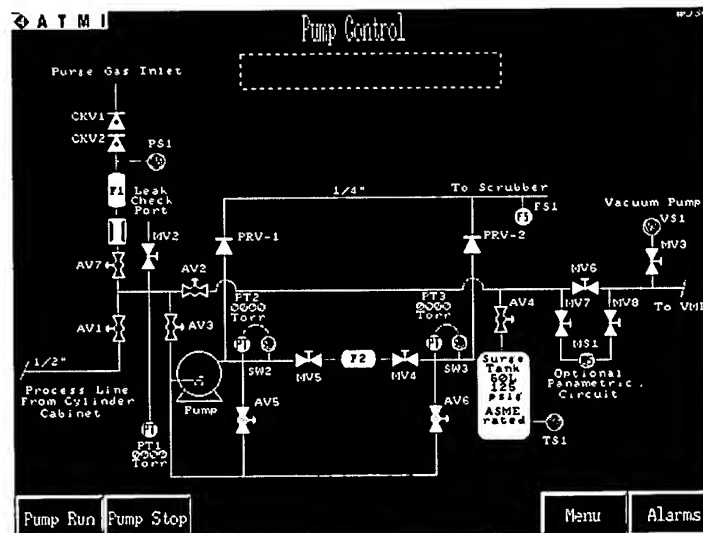 ATMI
Pump Control
Purge Gas Inlet
CKV1
CKV2
PS1
F1
Leak
Check
Port
MV2
AV7
AV1
1/2"
Process Line
From Cylinder
Cabinet
PT
PT1
Torr
AV2
AV3
1/4"
To Scrubber
FS
FS1
PRV-1
PRV-2
PT2
Torr
PT
SW2
Pump
AV5
MV5
F2
MV4
PT3
Torr
PT
SW3
AV6
AV4
Surge
Tank
60L
125
psig
ASME
rated
TS1
Vacuum Pump
VS1
MV3
MV6
MV7
MV8
MS1
To VMB
Optional
Panametric
Circuit
Pump Run
Pump Stop
Menu
Alarms